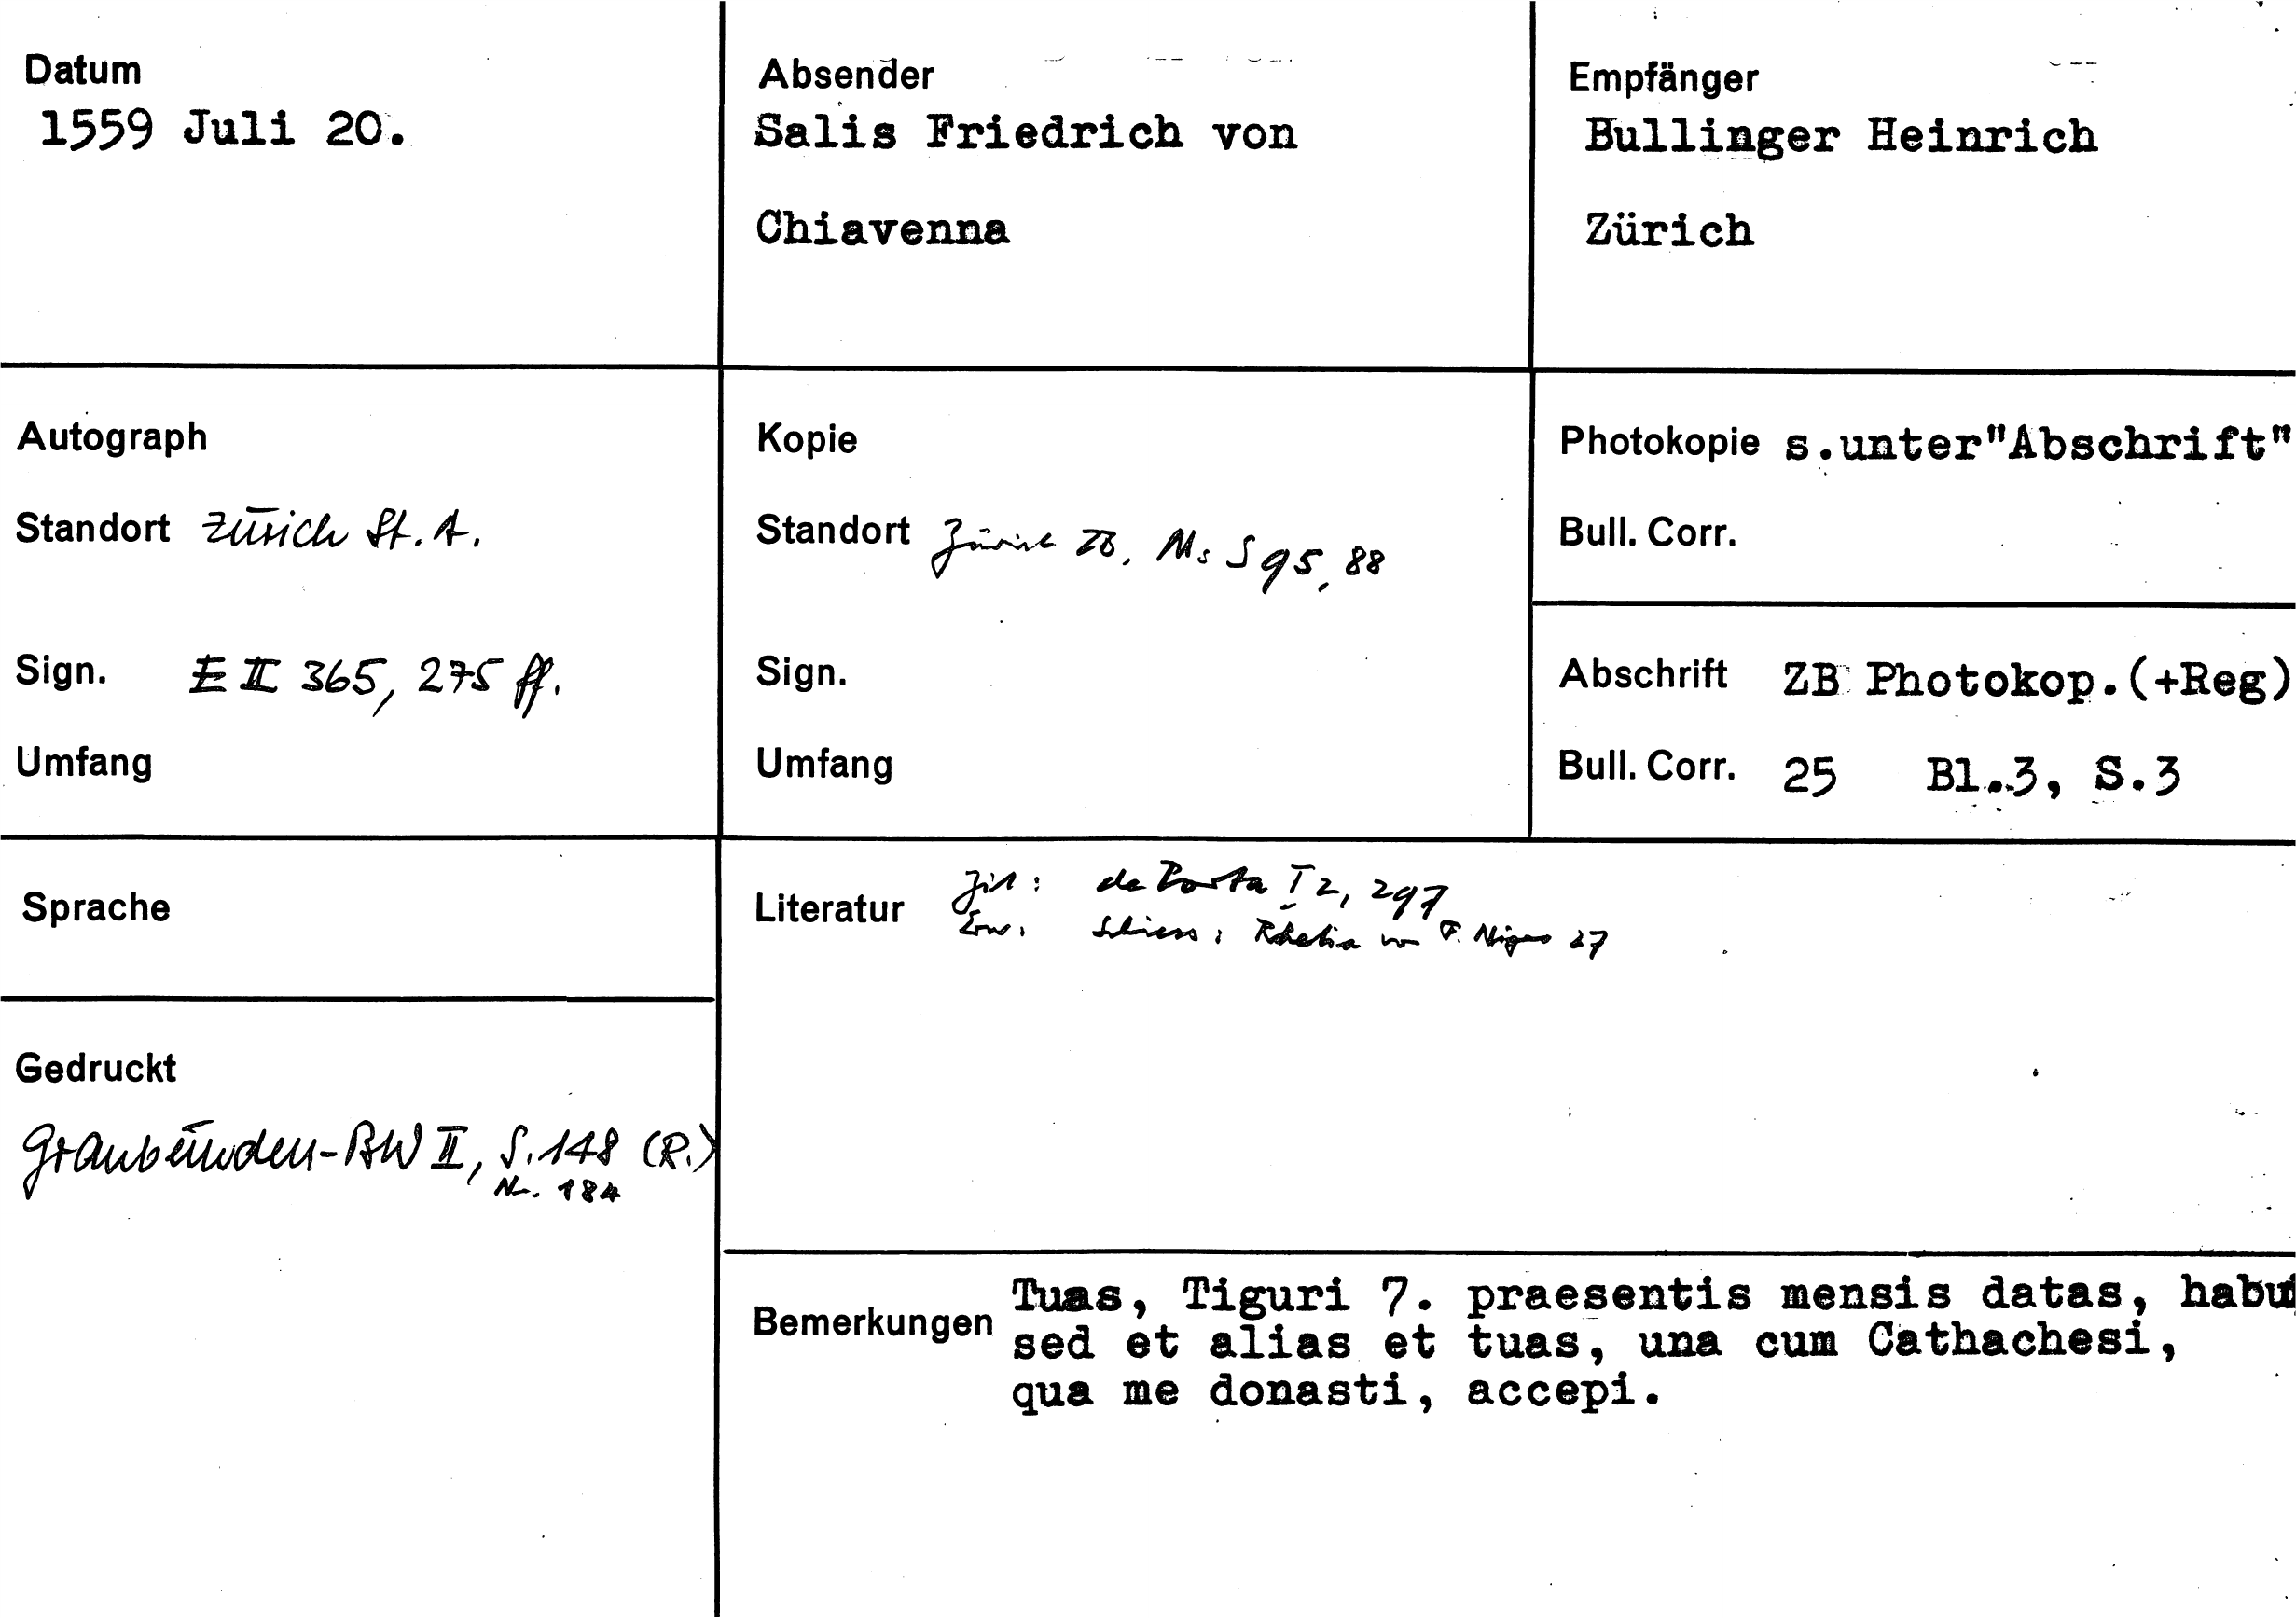 Datum
1559 Juli 20.
Absender
Salis Friedrich von
Chiavenna
Empfänger
Bullinger Heinrich
Zürich
Autograph
Standort Zürich St. A.
Sign. E II 365, 275 ff.
Umfang
Kopie
Standort Zürich ZB, Ms S 95, 88
Sign.
Umfang
Photokopie s.unter"Abschrift"
Bull. Corr.
Abschrift ZB Photokop.(+Reg)
Bull. Corr. 25 Bl.3, S.3
Sprache
Gedruckt
Graubünden-BW II, S. 148 (R.)
Nr. 184
Literatur Zit: de Porta I 2, 297
Erw. Schiess: Rhetia von F. Niger 27
Bemerkungen
Tuas, Tiguri 7. praesentis mensis datas, habui
sed et alias et tuas, una cum Cathachesi,
qua me donasti, accepi.